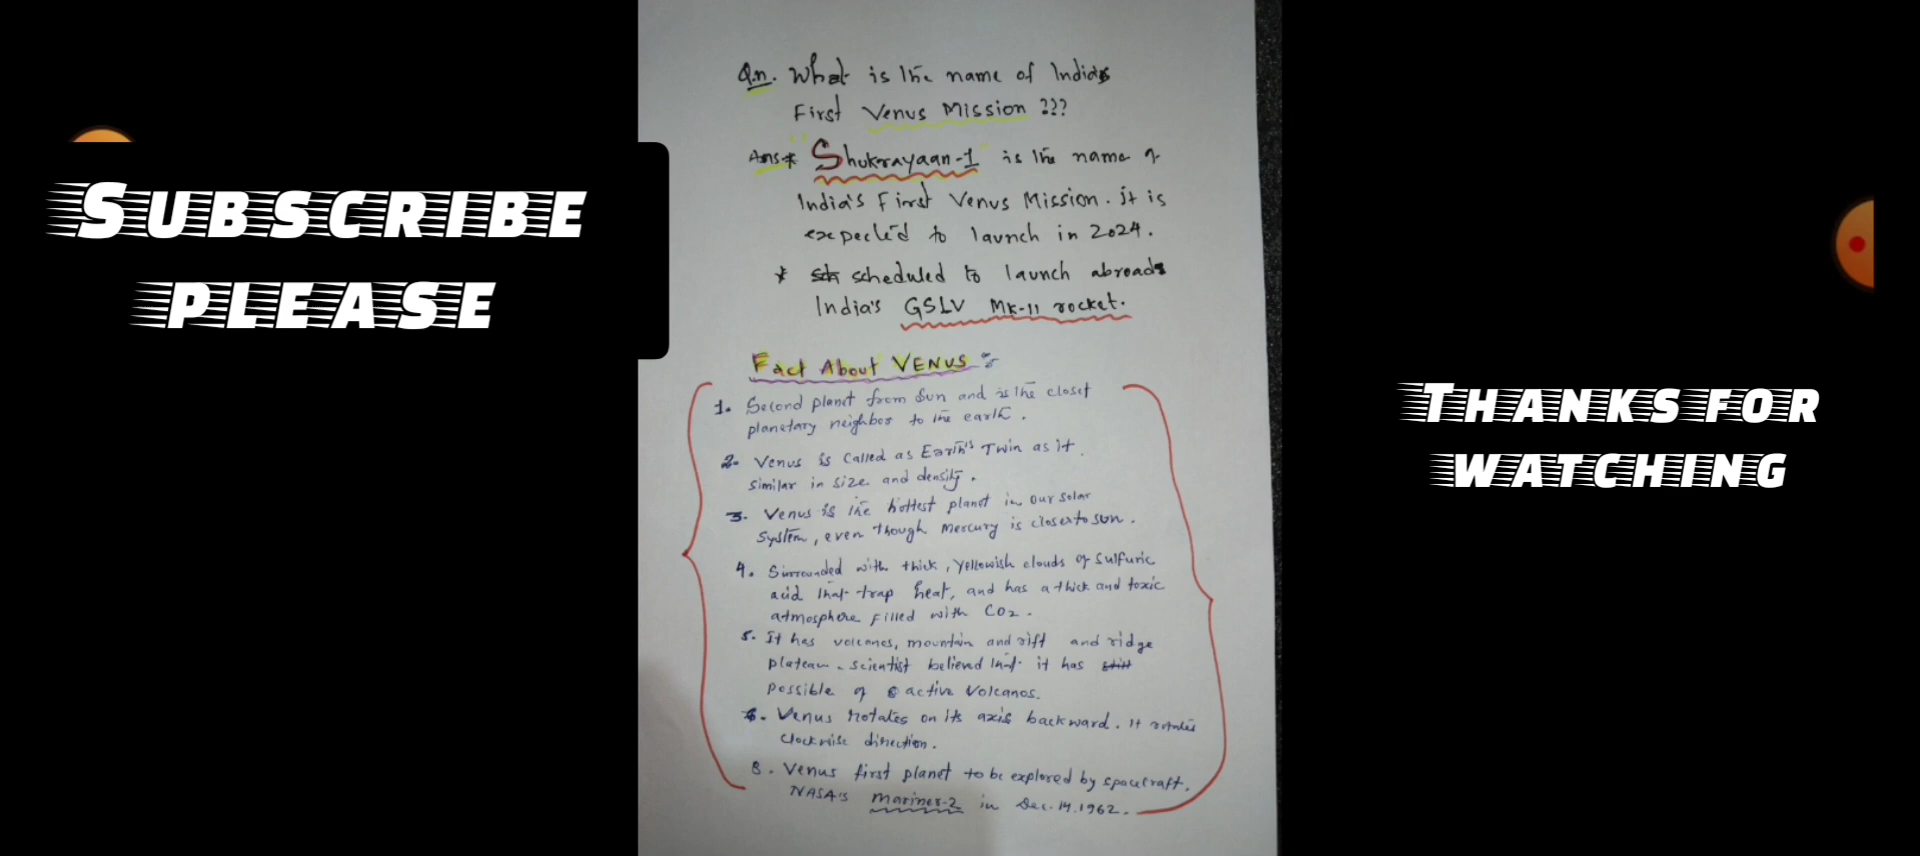 SUBSCRIBE
PLEASE
Q.n. What is the name of India's
First Venus Mission ???
Ans* Shukrayaan-1 is the name of
India's First Venus Mission. it is
expected to launch in 2024.
* sch scheduled to launch abroads
India's GSLV MK-11 rocket.
Fact About VENUS :-
1. Second planet from Sun and is the closet
planetary neighbor to the earth.
2. Venus is called as Earth's Twin as it
similar in size and density.
3. Venus is the hottest planet in our solar
system, even though mercury is closer to sun.
4. Surrounded with thick, yellowish clouds of sulfuric
acid that trap heat, and has a thick and toxic
atmosphere filled with CO2.
5. It has volcanos, mountain and rift and ridge
plateau. scientist believed that it has still
possible of active volcanos.
6. Venus rotates on its axis backward. It rotates
clockwise direction.
8. Venus first planet to be explored by spacecraft.
NASA's Mariner-2 in Dec. 14. 1962.
THANKS FOR
WATCHING